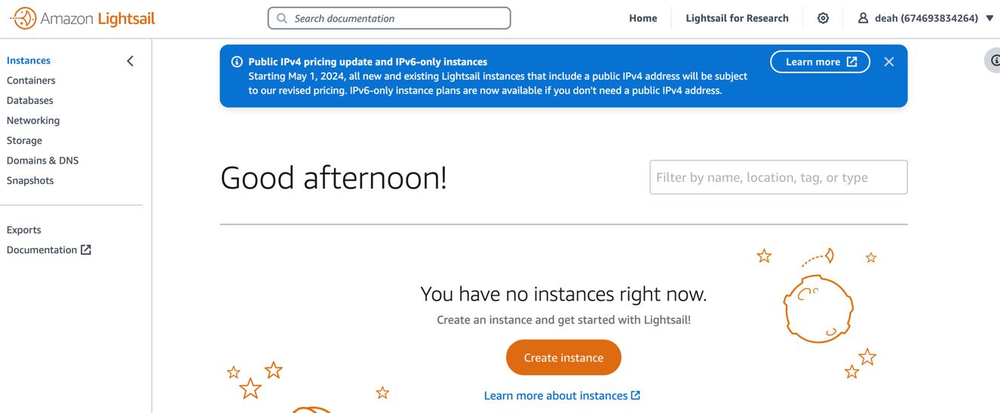 Amazon Lightsail
Search documentation
Home
Lightsail for Research
deah (674693834264)
Instances
Containers
Databases
Networking
Storage
Domains & DNS
Snapshots
Exports
Documentation
Public IPv4 pricing update and IPv6-only instances
Starting May 1, 2024, all new and existing Lightsail instances that include a public IPv4 address will be subject
to our revised pricing. IPv6-only instance plans are now available if you don't need a public IPv4 address.
Learn more
Good afternoon!
Filter by name, location, tag, or type
You have no instances right now.
Create an instance and get started with Lightsail!
Create instance
Learn more about instances